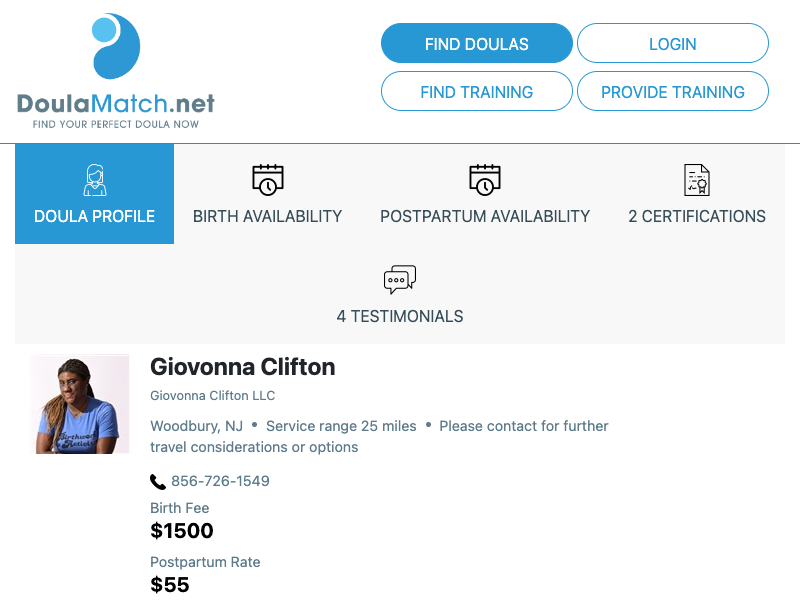 DoulaMatch.net
FIND YOUR PERFECT DOULA NOW
FIND DOULAS
LOGIN
FIND TRAINING
PROVIDE TRAINING
DOULA PROFILE
BIRTH AVAILABILITY
POSTPARTUM AVAILABILITY
2 CERTIFICATIONS
4 TESTIMONIALS
Giovonna Clifton
Giovonna Clifton LLC
Woodbury, NJ • Service range 25 miles • Please contact for further
travel considerations or options
856-726-1549
Birth Fee
$1500
Postpartum Rate
$55